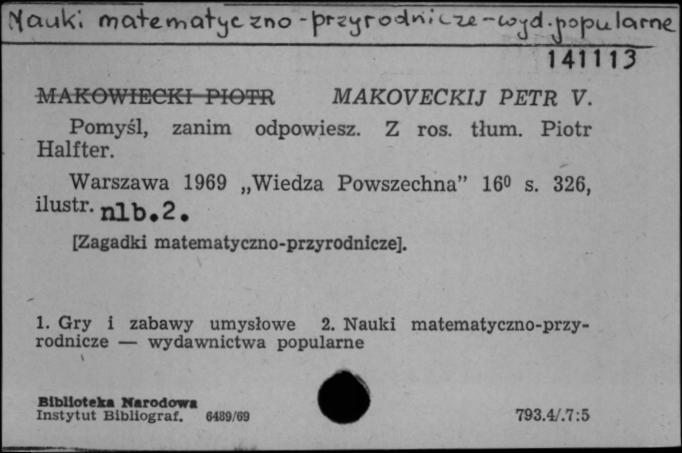 Nauki matematyczno-przyrodnicze-wyd.popularne
141113
MAKOWIECKI PIOTR MAKOVECKIJ PETR V.
Pomyśl, zanim odpowiesz. Z ros. tłum. Piotr
Halfter.
Warszawa 1969 „Wiedza Powszechna” 16⁰ s. 326,
ilustr. nlb.2.
[Zagadki matematyczno-przyrodnicze].
1. Gry i zabawy umysłowe 2. Nauki matematyczno-przy-
rodnicze — wydawnictwa popularne
Biblioteka Narodowa
Instytut Bibliograf. 6489/69
793.4/.7:5